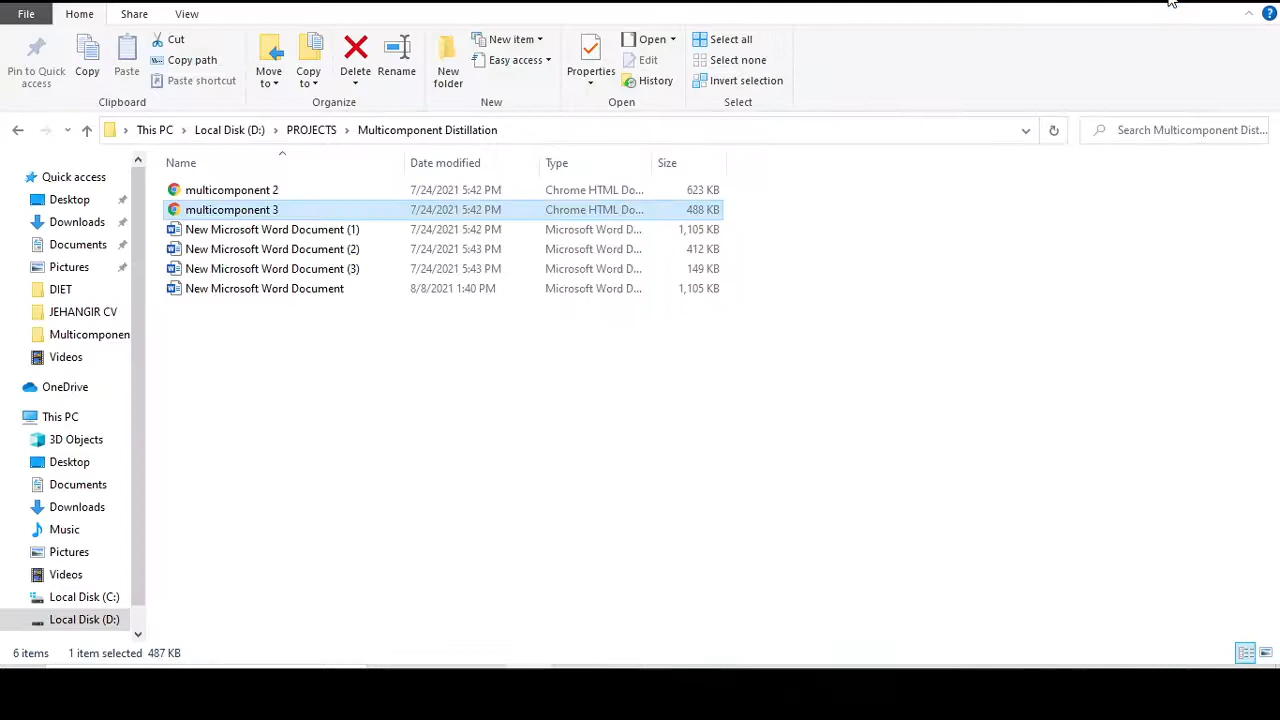 File Home Share View
Pin to Quick access
Copy
Paste
Cut
Copy path
Paste shortcut
Clipboard
Move to
Copy to
Delete
Rename
Organize
New folder
New item
Easy access
New
Properties
Open
Edit
History
Open
Select all
Select none
Invert selection
Select
This PC > Local Disk (D:) > PROJECTS > Multicomponent Distillation
Search Multicomponent Dist...
Name Date modified Type Size
multicomponent 2 7/24/2021 5:42 PM Chrome HTML Do... 623 KB
multicomponent 3 7/24/2021 5:42 PM Chrome HTML Do... 488 KB
New Microsoft Word Document (1) 7/24/2021 5:42 PM Microsoft Word D... 1,105 KB
New Microsoft Word Document (2) 7/24/2021 5:43 PM Microsoft Word D... 412 KB
New Microsoft Word Document (3) 7/24/2021 5:43 PM Microsoft Word D... 149 KB
New Microsoft Word Document 8/8/2021 1:40 PM Microsoft Word D... 1,105 KB
Quick access
Desktop
Downloads
Documents
Pictures
DIET
JEHANGIR CV
Multicomponen
Videos
OneDrive
This PC
3D Objects
Desktop
Documents
Downloads
Music
Pictures
Videos
Local Disk (C:)
Local Disk (D:)
6 items 1 item selected 487 KB